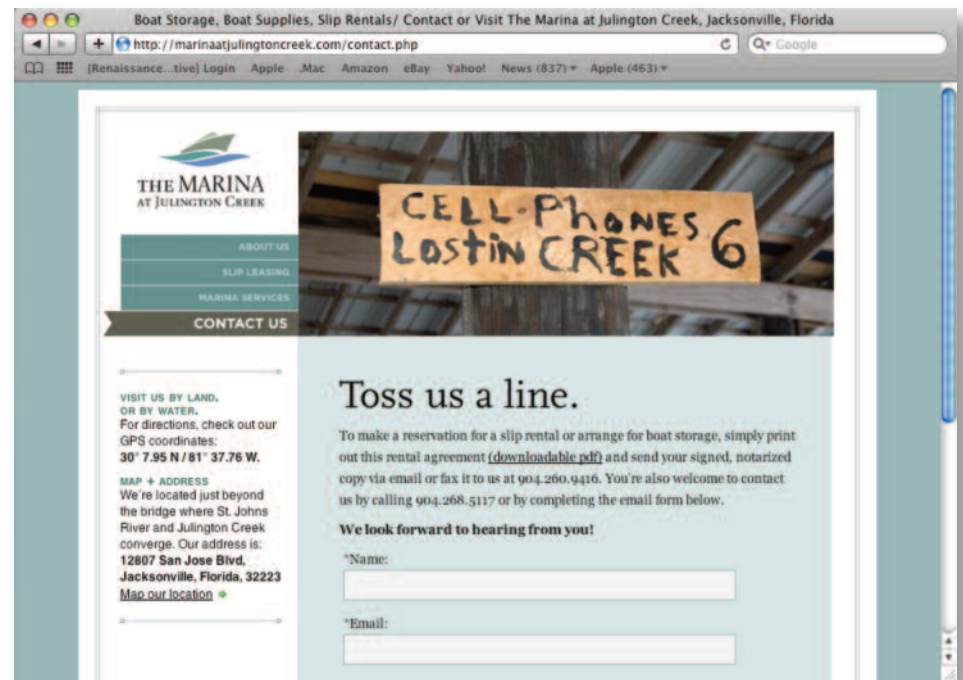 Boat Storage, Boat Supplies, Slip Rentals/ Contact or Visit The Marina at Julington Creek, Jacksonville, Florida
http://marinaatjulingtoncreek.com/contact.php
Google
[Renaissance...tive] Login Apple .Mac Amazon eBay Yahoo! News (837) Apple (463)
THE MARINA
AT JULINGTON CREEK
ABOUT US
SLIP LEASING
MARINA SERVICES
CONTACT US
CELL-PhONES
LOSTiN CREEK 6
VISIT US BY LAND.
OR BY WATER.
For directions, check out our
GPS coordinates:
30° 7.95 N / 81° 37.76 W.
MAP + ADDRESS
We're located just beyond
the bridge where St. Johns
River and Julington Creek
converge. Our address is:
12807 San Jose Blvd,
Jacksonville, Florida, 32223
Map our location
Toss us a line.
To make a reservation for a slip rental or arrange for boat storage, simply print
out this rental agreement (downloadable pdf) and send your signed, notarized
copy via email or fax it to us at 904.260.9416. You're also welcome to contact
us by calling 904.268.5117 or by completing the email form below.
We look forward to hearing from you!
*Name:
*Email: